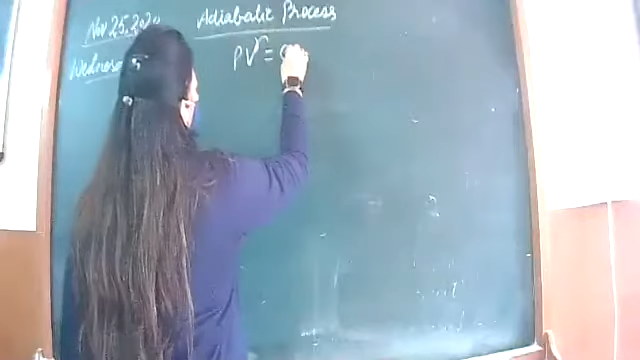 Nov 25, 2020
Adiabatic Process
PV^γ =